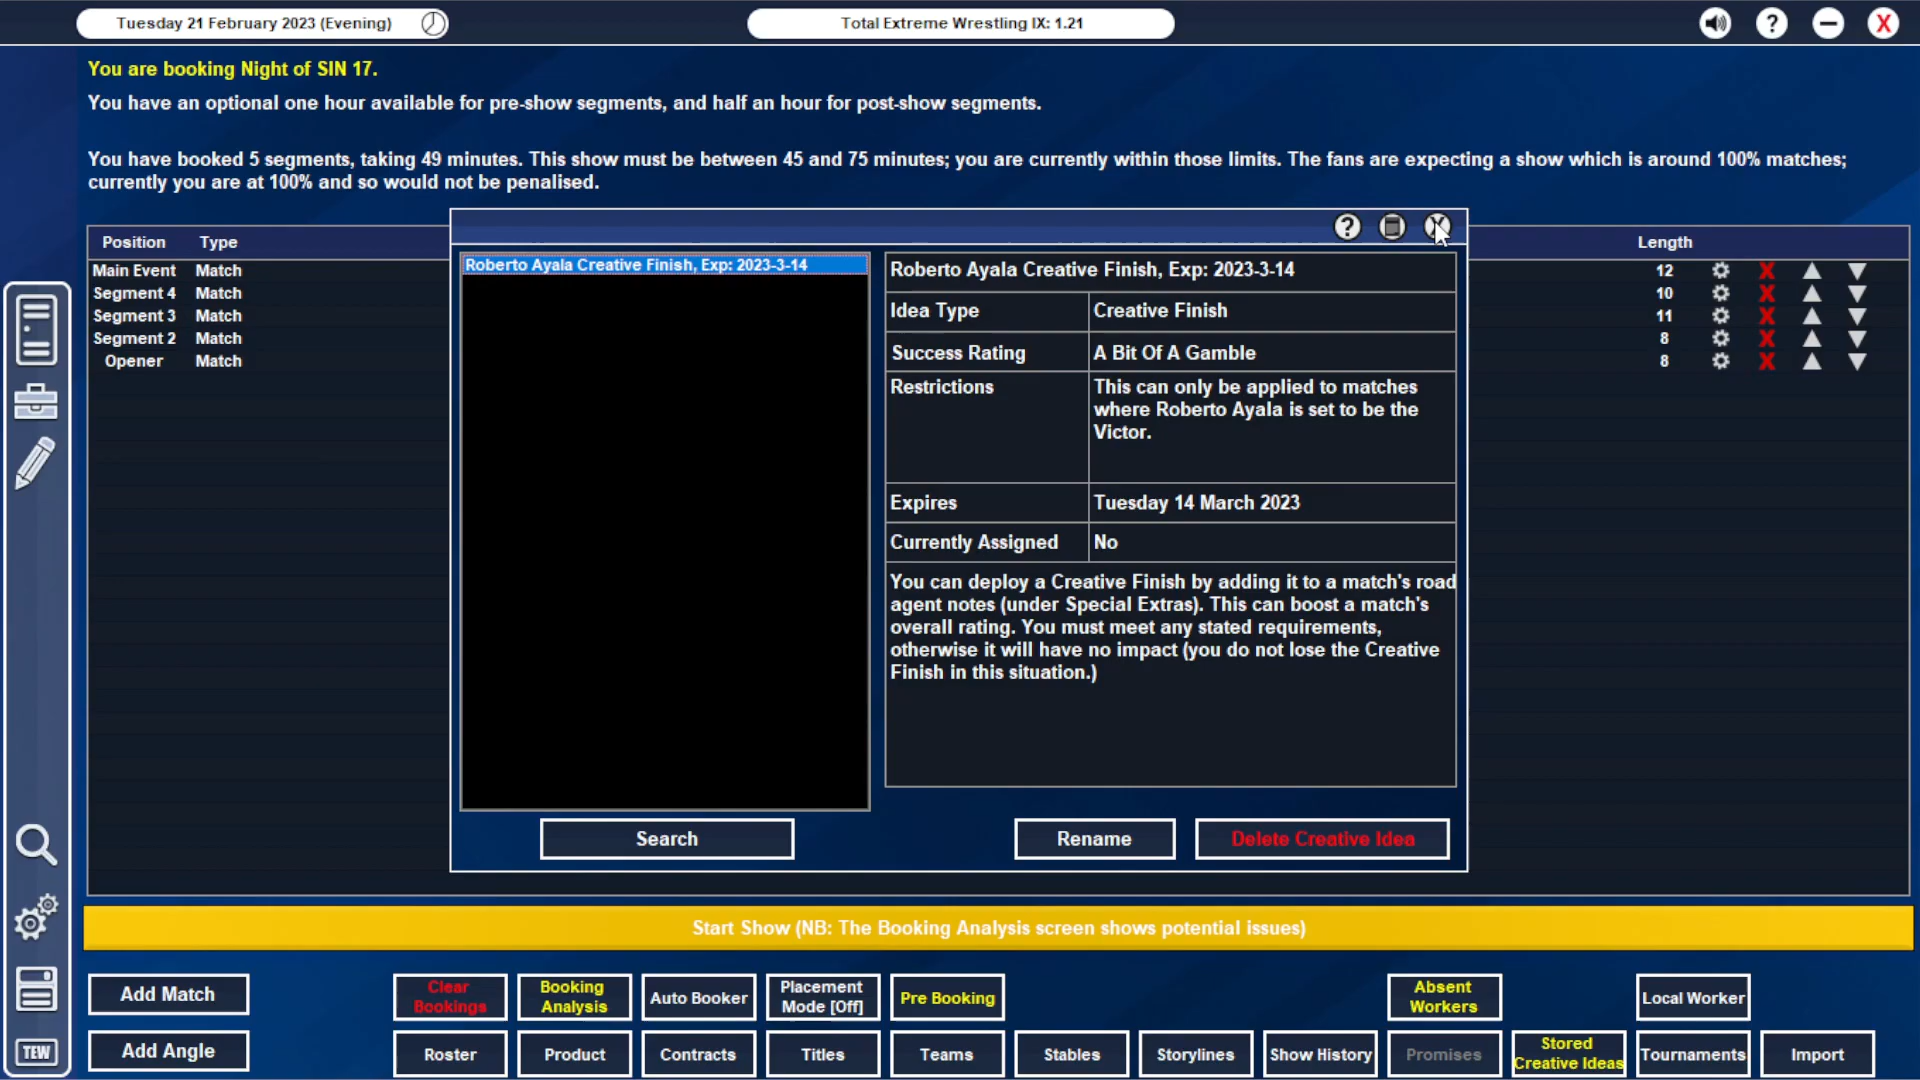 Tuesday 21 February 2023 (Evening)
Total Extreme Wrestling IX: 1.21
?
X
You are booking Night of SIN 17.
You have an optional one hour available for pre-show segments, and half an hour for post-show segments.
You have booked 5 segments, taking 49 minutes. This show must be between 45 and 75 minutes; you are currently within those limits. The fans are expecting a show which is around 100% matches;
currently you are at 100% and so would not be penalised.
Position Type Length
Main Event Match 12 X
Segment 4 Match 10 X
Segment 3 Match 11 X
Segment 2 Match 8 X
Opener Match 8 X
?
Roberto Ayala Creative Finish, Exp: 2023-3-14
Roberto Ayala Creative Finish, Exp: 2023-3-14
Idea Type Creative Finish
Success Rating A Bit Of A Gamble
Restrictions This can only be applied to matches
where Roberto Ayala is set to be the
Victor.
Expires Tuesday 14 March 2023
Currently Assigned No
You can deploy a Creative Finish by adding it to a match's road
agent notes (under Special Extras). This can boost a match's
overall rating. You must meet any stated requirements,
otherwise it will have no impact (you do not lose the Creative
Finish in this situation.)
Search
Rename
Delete Creative Idea
Start Show (NB: The Booking Analysis screen shows potential issues)
Add Match
Clear
Bookings
Booking
Analysis
Auto Booker
Placement
Mode [Off]
Pre Booking
Absent
Workers
Local Worker
TEW
Add Angle
Roster
Product
Contracts
Titles
Teams
Stables
Storylines
Show History
Promises
Stored
Creative Ideas
Tournaments
Import